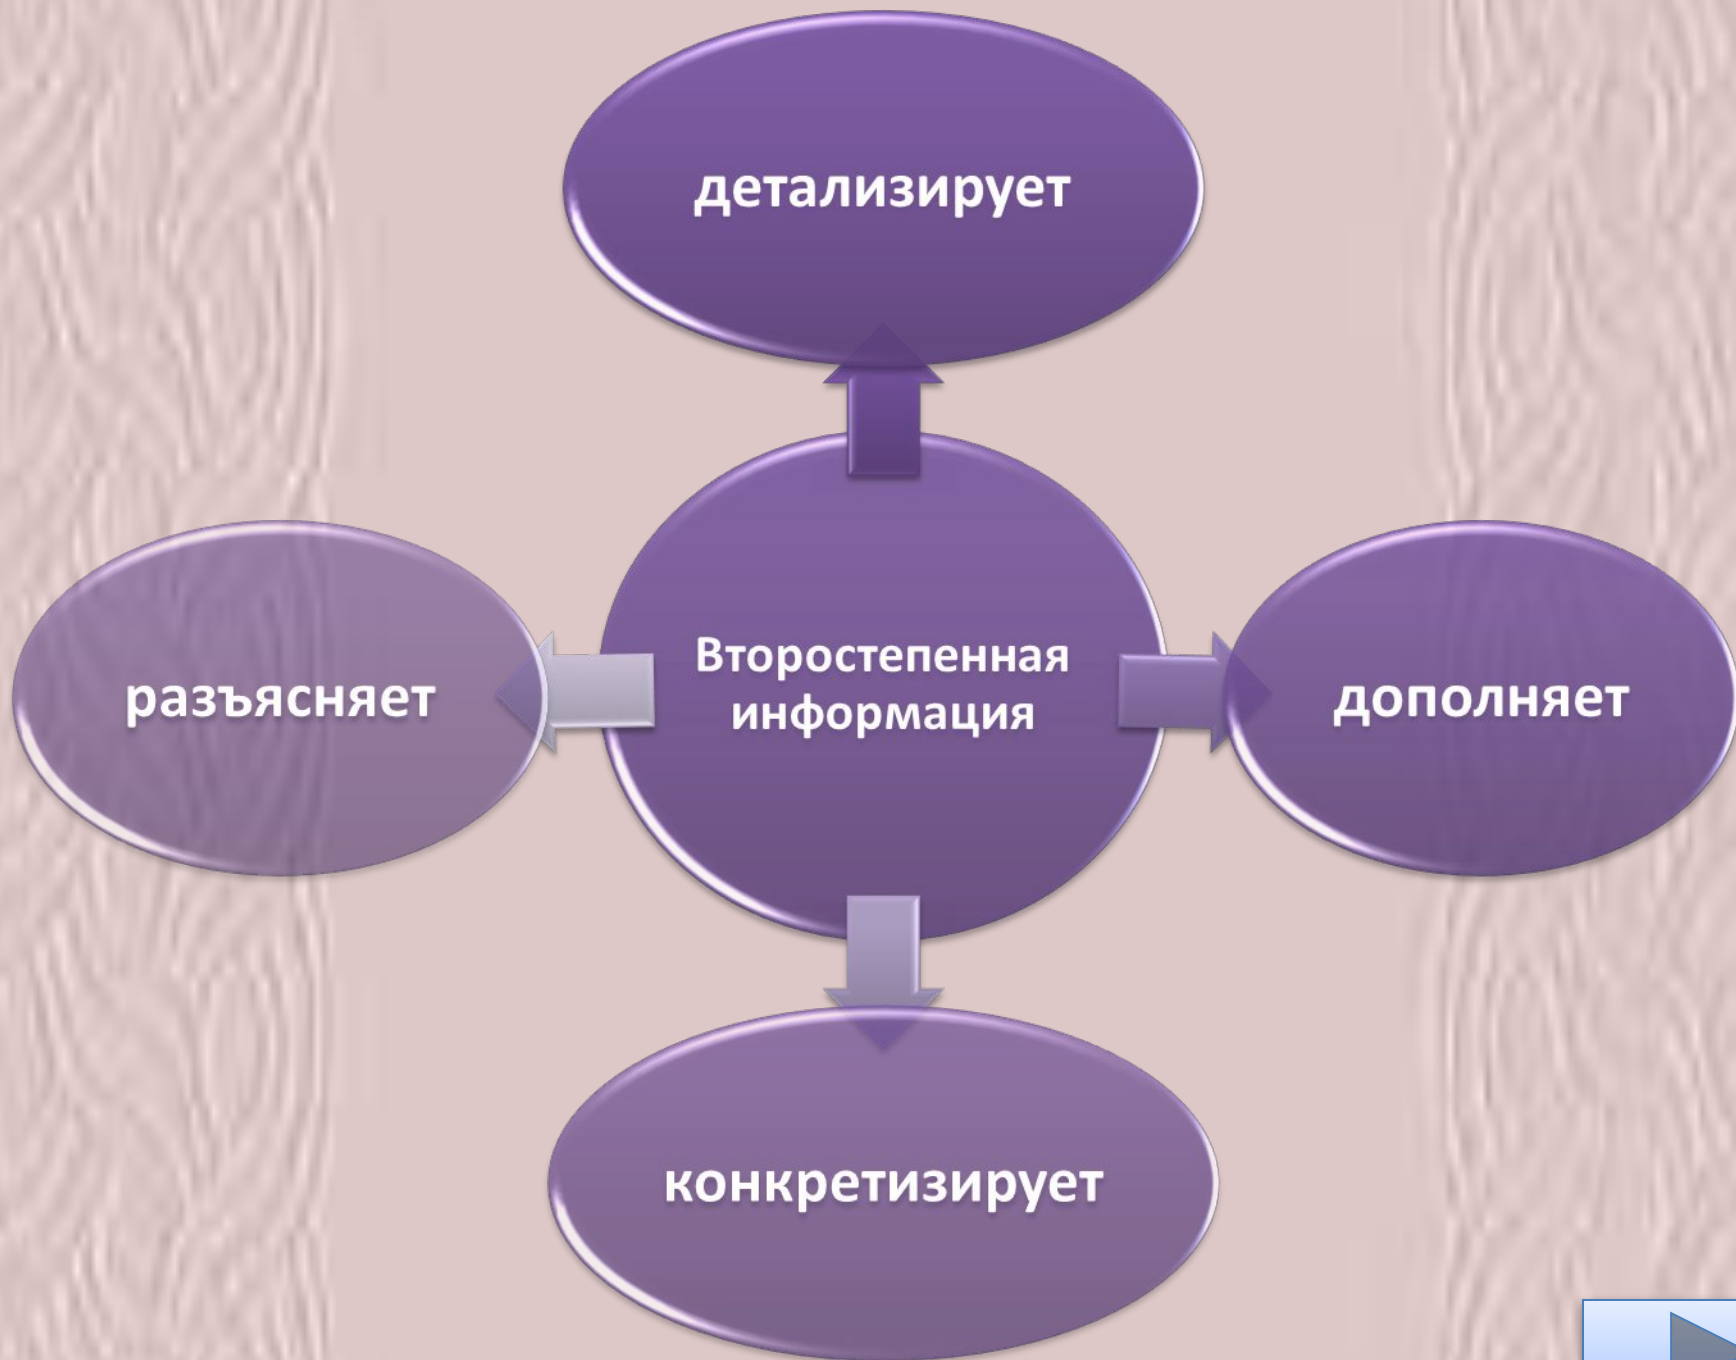 детализирует
разъясняет
Второстепенная
информация
дополняет
конкретизирует